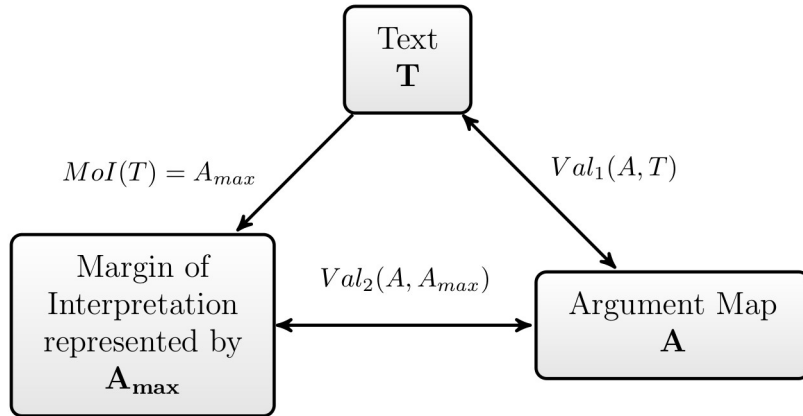 Text
T
MoI(T) = A_max
Val_1(A, T)
Margin of
Interpretation
represented by
A_max
Val_2(A, A_max)
Argument Map
A